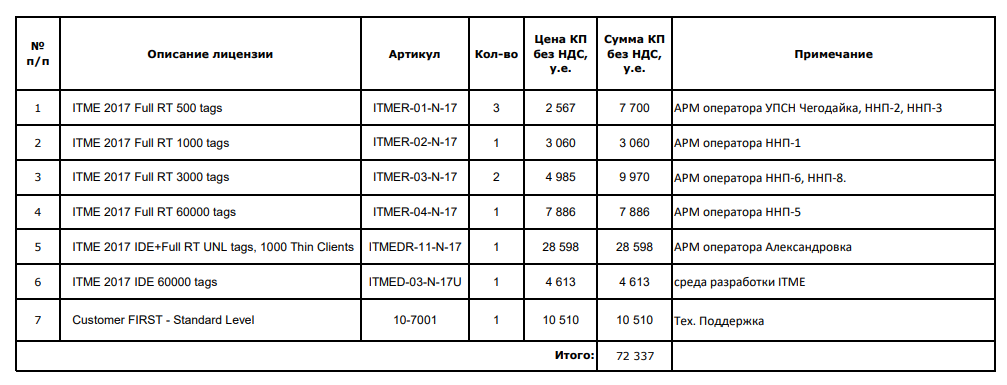 № п/п Описание лицензии Артикул Кол-во Цена КП без НДС, у.е. Сумма КП без НДС, у.е. Примечание
1 ITME 2017 Full RT 500 tags ITMER-01-N-17 3 2 567 7 700 АРМ оператора УПСН Чегодайка, ННП-2, ННП-3
2 ITME 2017 Full RT 1000 tags ITMER-02-N-17 1 3 060 3 060 АРМ оператора ННП-1
3 ITME 2017 Full RT 3000 tags ITMER-03-N-17 2 4 985 9 970 АРМ оператора ННП-6, ННП-8.
4 ITME 2017 Full RT 60000 tags ITMER-04-N-17 1 7 886 7 886 АРМ оператора ННП-5
5 ITME 2017 IDE+Full RT UNL tags, 1000 Thin Clients ITMEDR-11-N-17 1 28 598 28 598 АРМ оператора Александровка
6 ITME 2017 IDE 60000 tags ITMED-03-N-17U 1 4 613 4 613 среда разработки ITME
7 Customer FIRST - Standard Level 10-7001 1 10 510 10 510 Тех. Поддержка
Итого: 72 337